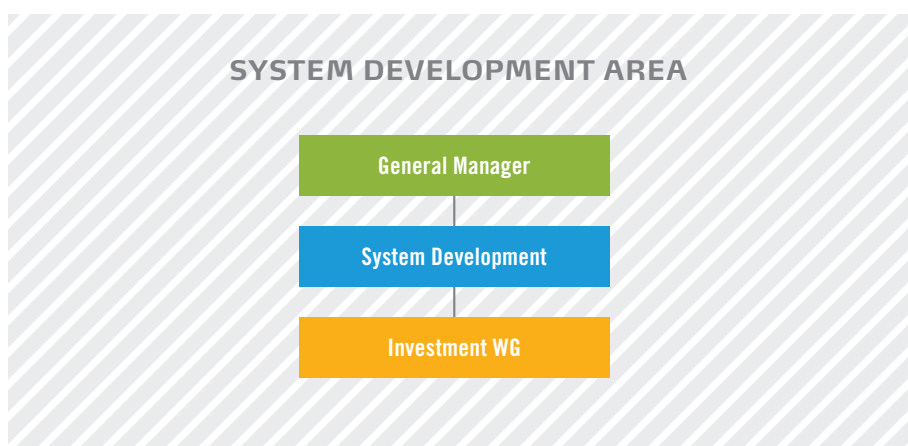 SYSTEM DEVELOPMENT AREA
General Manager
System Development
Investment WG